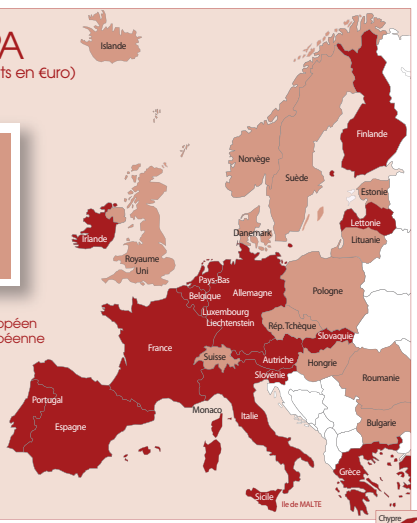 PA
ts en €uro)
Islande
Finlande
Norvège
Suède
Estonie
Lettonie
Danemark
Lituanie
Irlande
Royaume
Uni
Pays-Bas
Belgique
Allemagne
Pologne
Luxembourg
Liechtenstein
opéen
péenne
Rép.Tchèque
Slovaquie
France
Suisse
Autriche
Hongrie
Slovénie
Roumanie
Portugal
Monaco
Italie
Bulgarie
Espagne
Grèce
Sicile
Ile de MALTE
Chypre